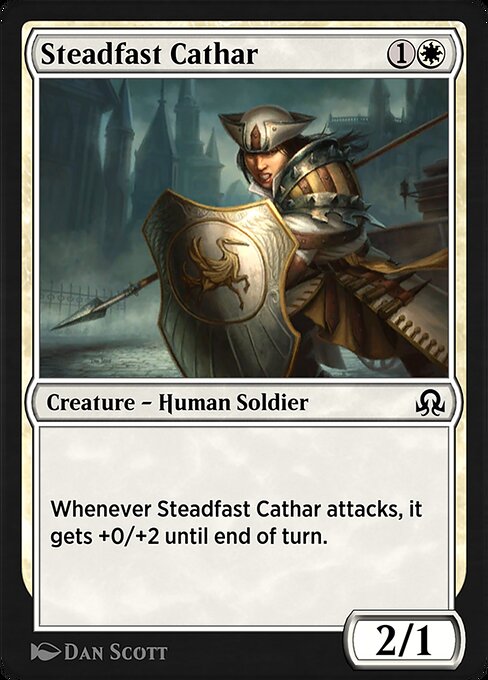 Steadfast Cathar 1
Creature – Human Soldier
Whenever Steadfast Cathar attacks, it
gets +0/+2 until end of turn.
2/1
Dan Scott